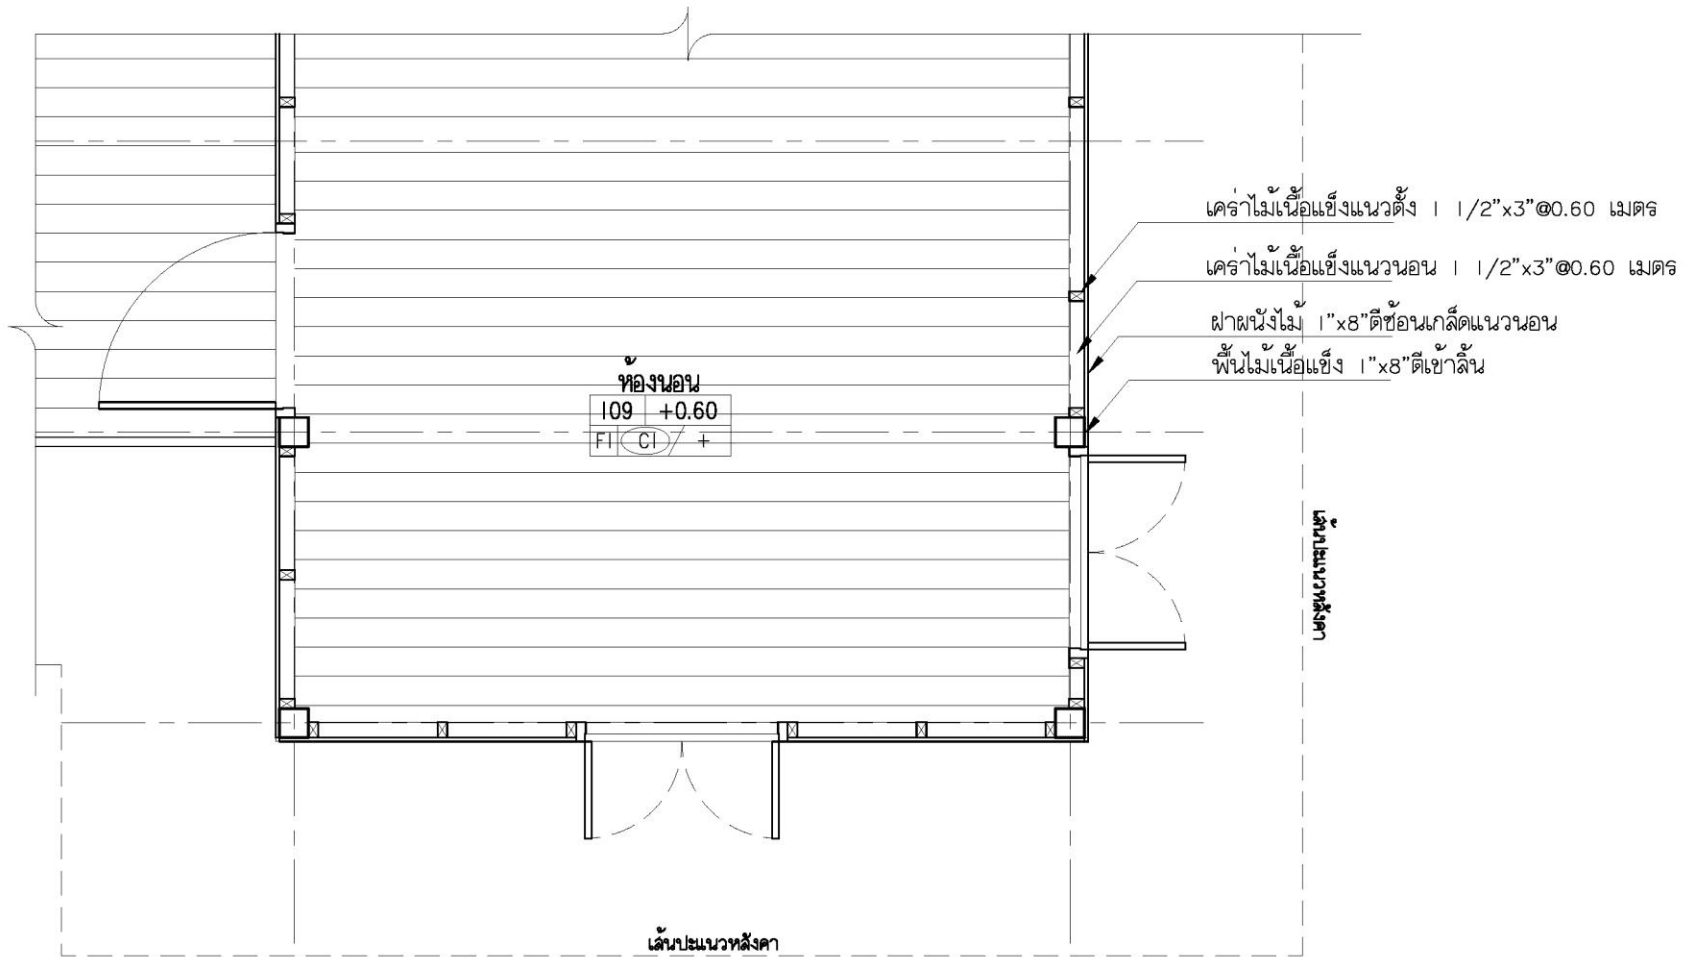 เคร่าไม้เนื้อแข็งแนวตั้ง 1 1/2"x3"@0.60 เมตร
เคร่าไม้เนื้อแข็งแนวนอน 1 1/2"x3"@0.60 เมตร
ฝาผนังไม้ 1"x8"ตีซ้อนเกล็ดแนวนอน
พื้นไม้เนื้อแข็ง 1"x8"ตีเข้าลิ้น
ห้องนอน
109 +0.60
F1 C1 +
เส้นปะแนวหลังคา
เส้นปะแนวหลังคา